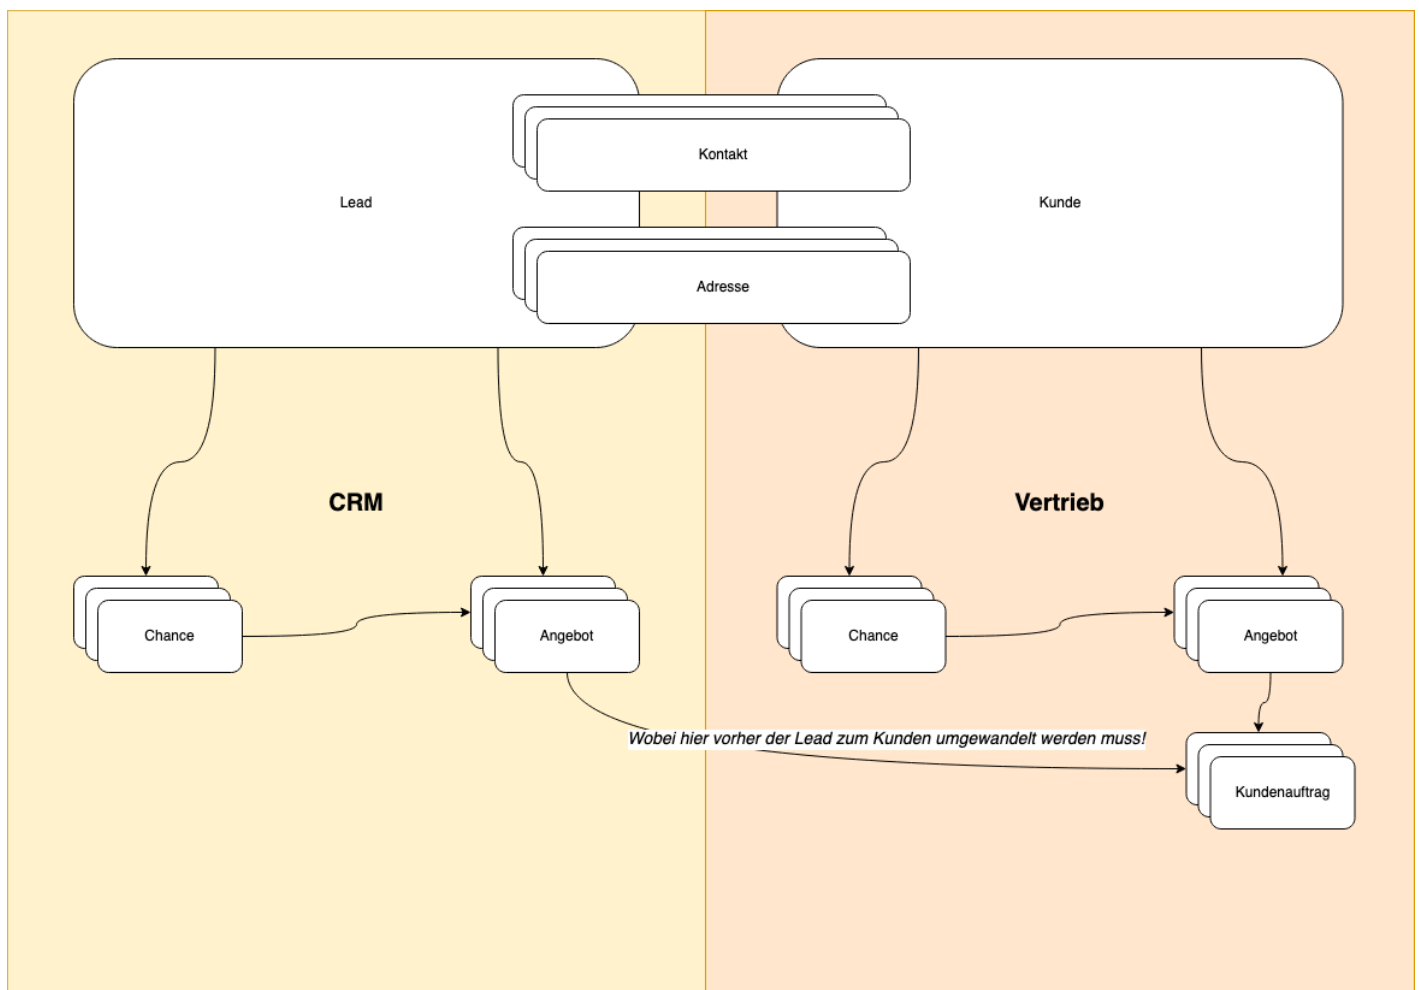 Kontakt
Lead
Kunde
Adresse
CRM
Vertrieb
Chance
Angebot
Chance
Angebot
Wobei hier vorher der Lead zum Kunden umgewandelt werden muss!
Kundenauftrag